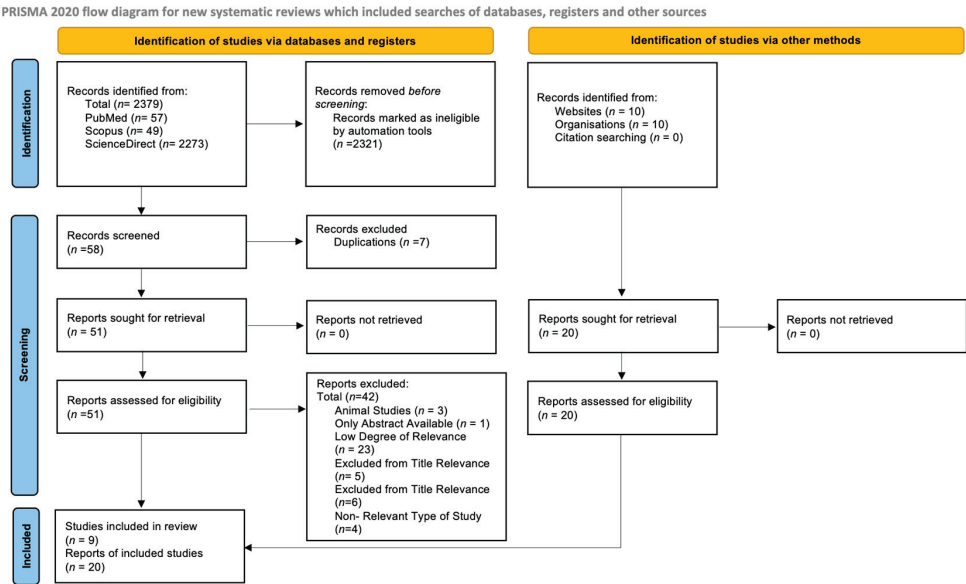 PRISMA 2020 flow diagram for new systematic reviews which included searches of databases, registers and other sources
Identification of studies via databases and registers
Identification of studies via other methods
Identification
Records identified from:
Total (n= 2379)
PubMed (n= 57)
Scopus (n= 49)
ScienceDirect (n= 2273)
Records removed before
screening:
Records marked as ineligible
by automation tools
(n =2321)
Records identified from:
Websites (n = 10)
Organisations (n = 10)
Citation searching (n = 0)
Screening
Records screened
(n =58)
Records excluded
Duplications (n =7)
Reports sought for retrieval
(n = 51)
Reports not retrieved
(n = 0)
Reports sought for retrieval
(n = 20)
Reports not retrieved
(n = 0)
Reports assessed for eligibility
(n =51)
Reports excluded:
Total (n=42)
Animal Studies (n = 3)
Only Abstract Available (n = 1)
Low Degree of Relevance
(n = 23)
Excluded from Title Relevance
(n= 5)
Excluded from Title Relevance
(n=6)
Non- Relevant Type of Study
(n=4)
Reports assessed for eligibility
(n = 20)
Included
Studies included in review
(n = 9)
Reports of included studies
(n = 20)